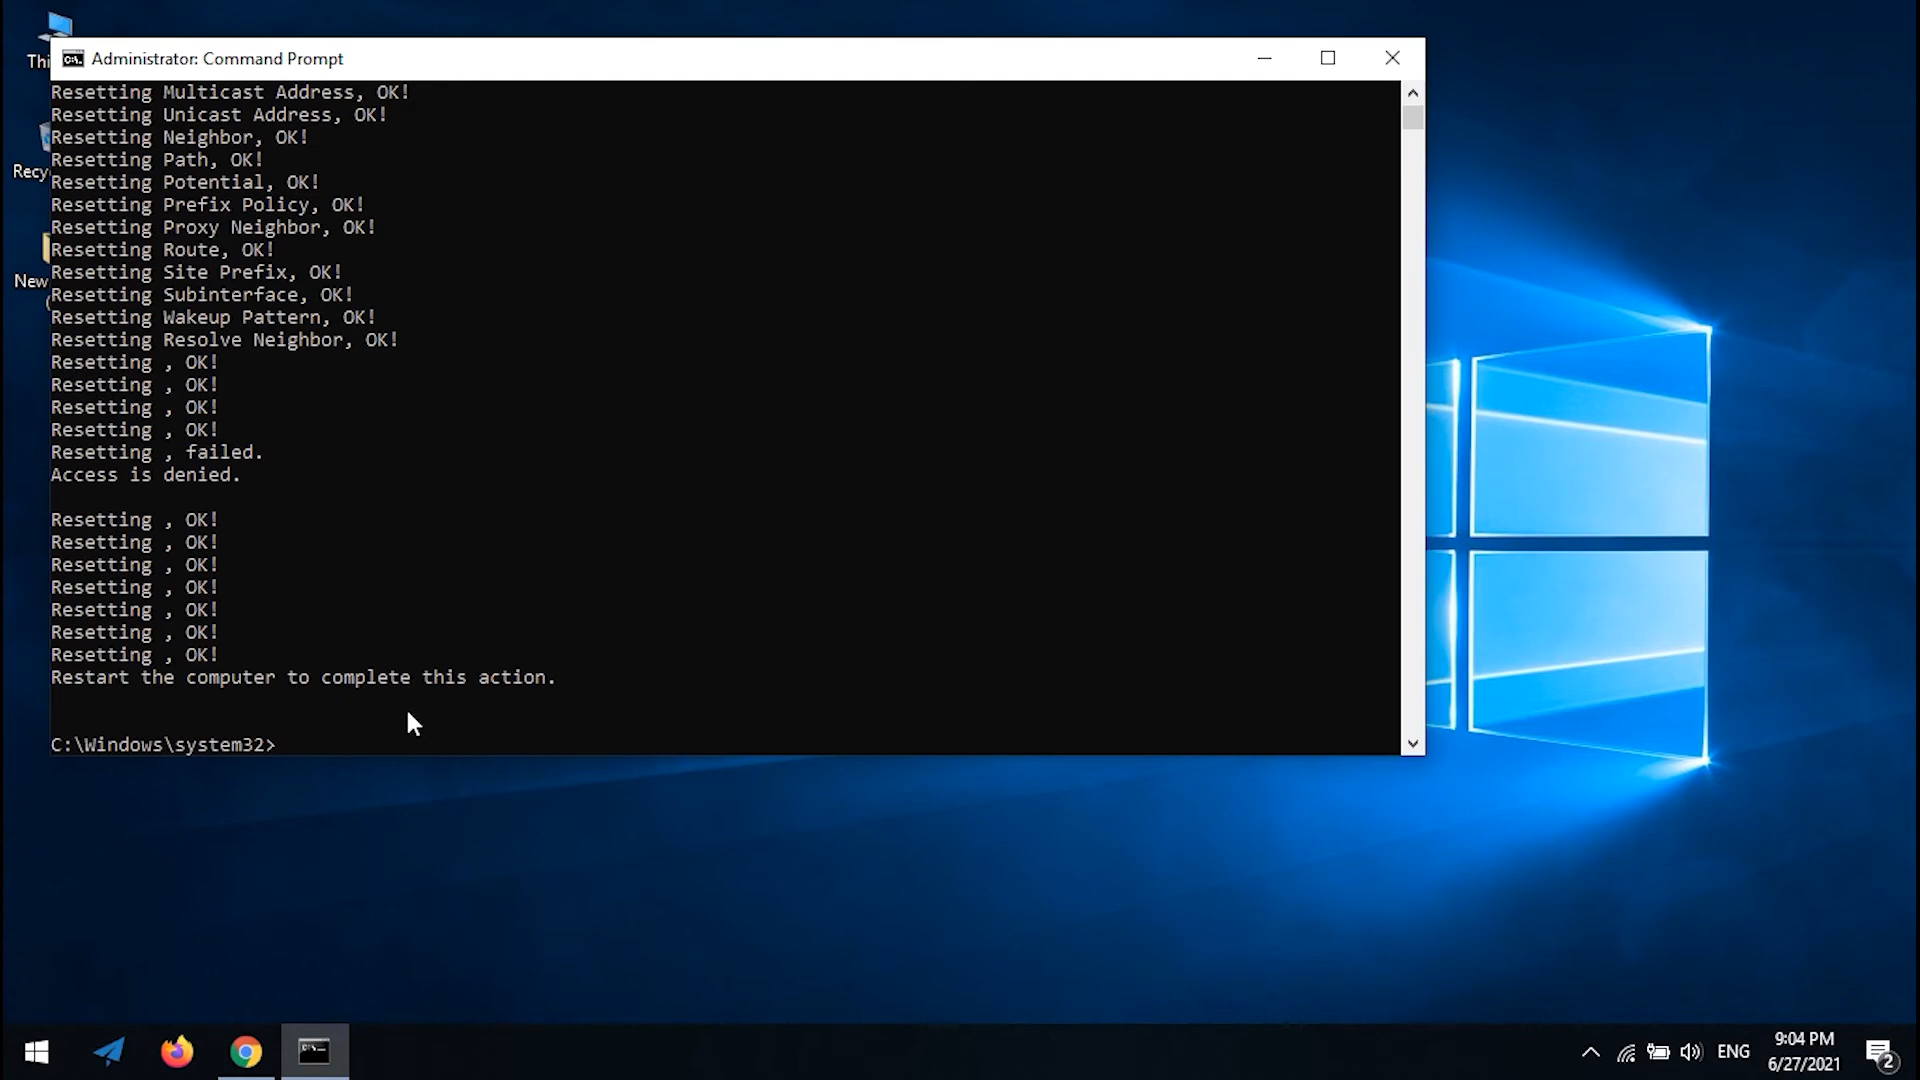 Thi
Administrator: Command Prompt
Recy
New
(
Resetting Multicast Address, OK!
Resetting Unicast Address, OK!
Resetting Neighbor, OK!
Resetting Path, OK!
Resetting Potential, OK!
Resetting Prefix Policy, OK!
Resetting Proxy Neighbor, OK!
Resetting Route, OK!
Resetting Site Prefix, OK!
Resetting Subinterface, OK!
Resetting Wakeup Pattern, OK!
Resetting Resolve Neighbor, OK!
Resetting , OK!
Resetting , OK!
Resetting , OK!
Resetting , OK!
Resetting , failed.
Access is denied.
Resetting , OK!
Resetting , OK!
Resetting , OK!
Resetting , OK!
Resetting , OK!
Resetting , OK!
Resetting , OK!
Restart the computer to complete this action.
C:\Windows\system32>
ENG
9:04 PM
6/27/2021
2